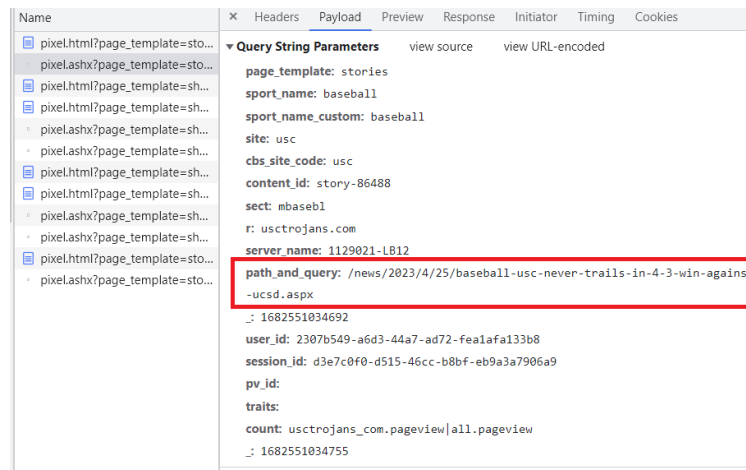 Name
× Headers Payload Preview Response Initiator Timing Cookies
pixel.html?page_template=sto...
pixel.ashx?page_template=sto...
pixel.html?page_template=sh...
pixel.html?page_template=sh...
pixel.ashx?page_template=sh...
pixel.ashx?page_template=sh...
pixel.html?page_template=sh...
pixel.html?page_template=sh...
pixel.ashx?page_template=sh...
pixel.ashx?page_template=sh...
pixel.html?page_template=sto...
pixel.ashx?page_template=sto...
▼ Query String Parameters view source view URL-encoded
page_template: stories
sport_name: baseball
sport_name_custom: baseball
site: usc
cbs_site_code: usc
content_id: story-86488
sect: mbasebl
r: usctrojans.com
server_name: 1129021-LB12
path_and_query: /news/2023/4/25/baseball-usc-never-trails-in-4-3-win-agains
-ucsd.aspx
_: 1682551034692
user_id: 2307b549-a6d3-44a7-ad72-fea1afa133b8
session_id: d3e7c0f0-d515-46cc-b8bf-eb9a3a7906a9
pv_id:
traits:
count: usctrojans_com.pageview|all.pageview
_: 1682551034755